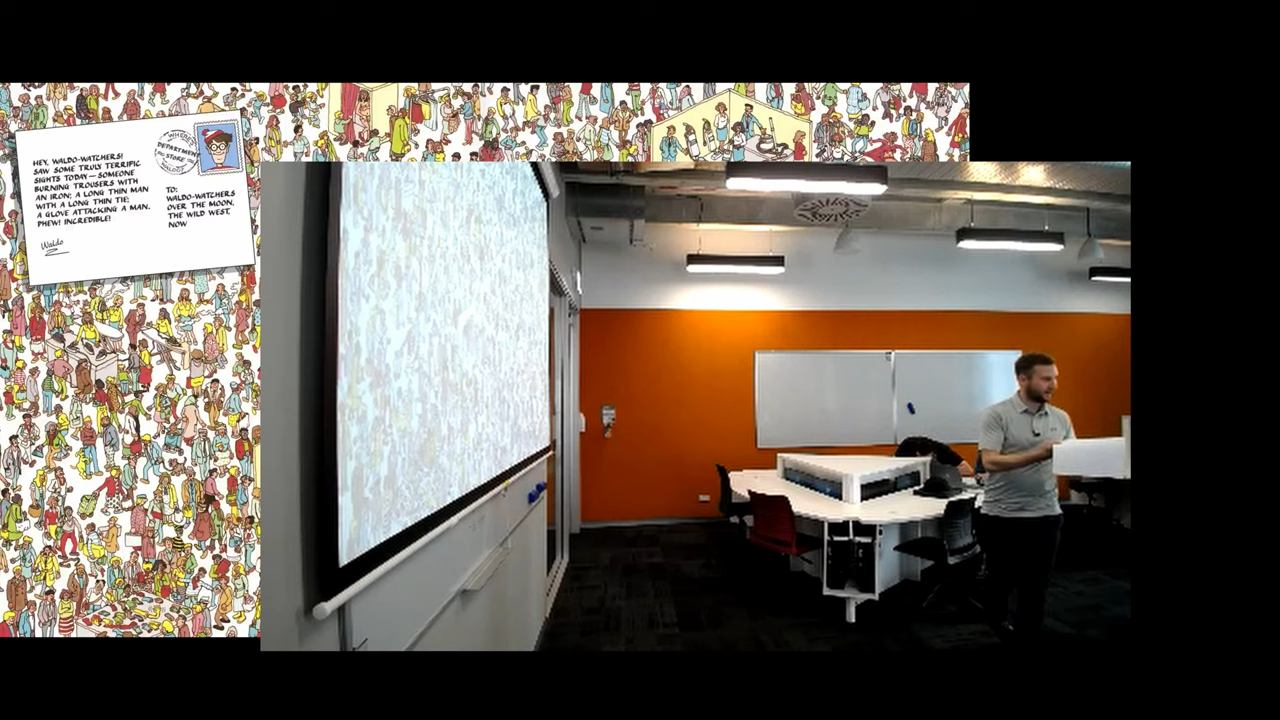 HEY, WALDO-WATCHERS!
SAW SOME TRULY TERRIFIC
SIGHTS TODAY—SOMEONE
BURNING TROUSERS WITH
AN IRON; A LONG THIN MAN
WITH A LONG THIN TIE;
A GLOVE ATTACKING A MAN.
PHEW! INCREDIBLE!
Waldo
DEPARTMENT
STORE
TO:
WALDO-WATCHERS
OVER THE MOON,
THE WILD WEST,
NOW